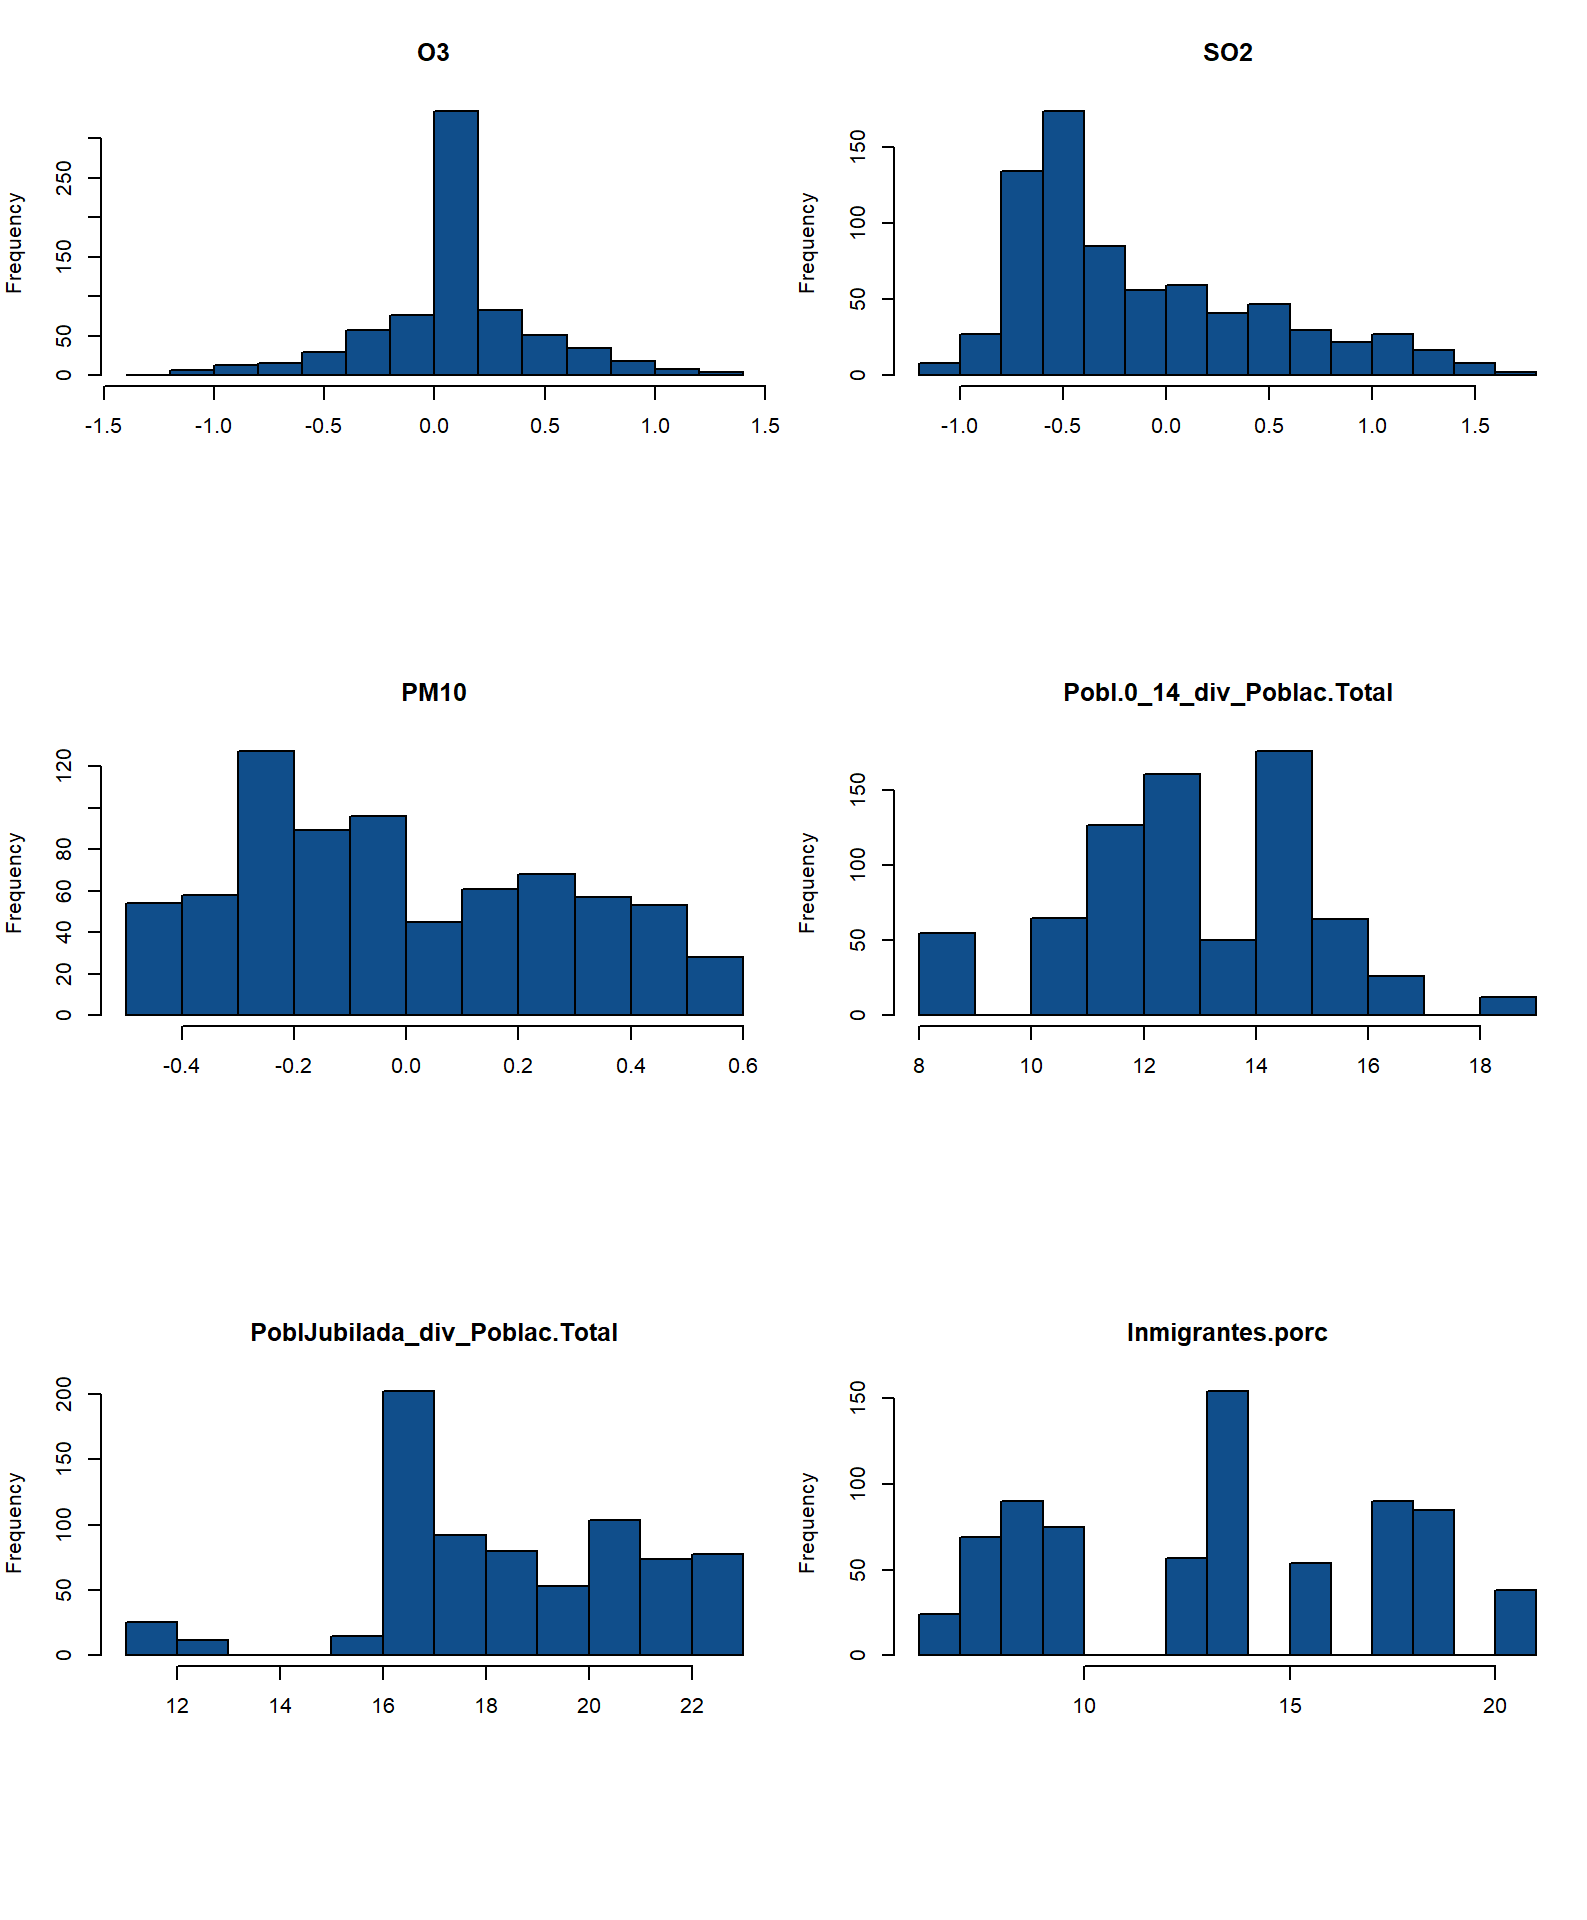 O3
Frequency
0
50
150
250
-1.5 -1.0 -0.5 0.0 0.5 1.0 1.5
SO2
Frequency
0
50
100
150
-1.0 -0.5 0.0 0.5 1.0 1.5
PM10
Frequency
0
20
40
60
80
120
-0.4 -0.2 0.0 0.2 0.4 0.6
Pobl.0_14_div_Poblac.Total
Frequency
0
50
100
150
8 10 12 14 16 18
PoblJubilada_div_Poblac.Total
Frequency
0
50
100
150
200
12 14 16 18 20 22
Inmigrantes.porc
Frequency
0
50
100
150
10 15 20